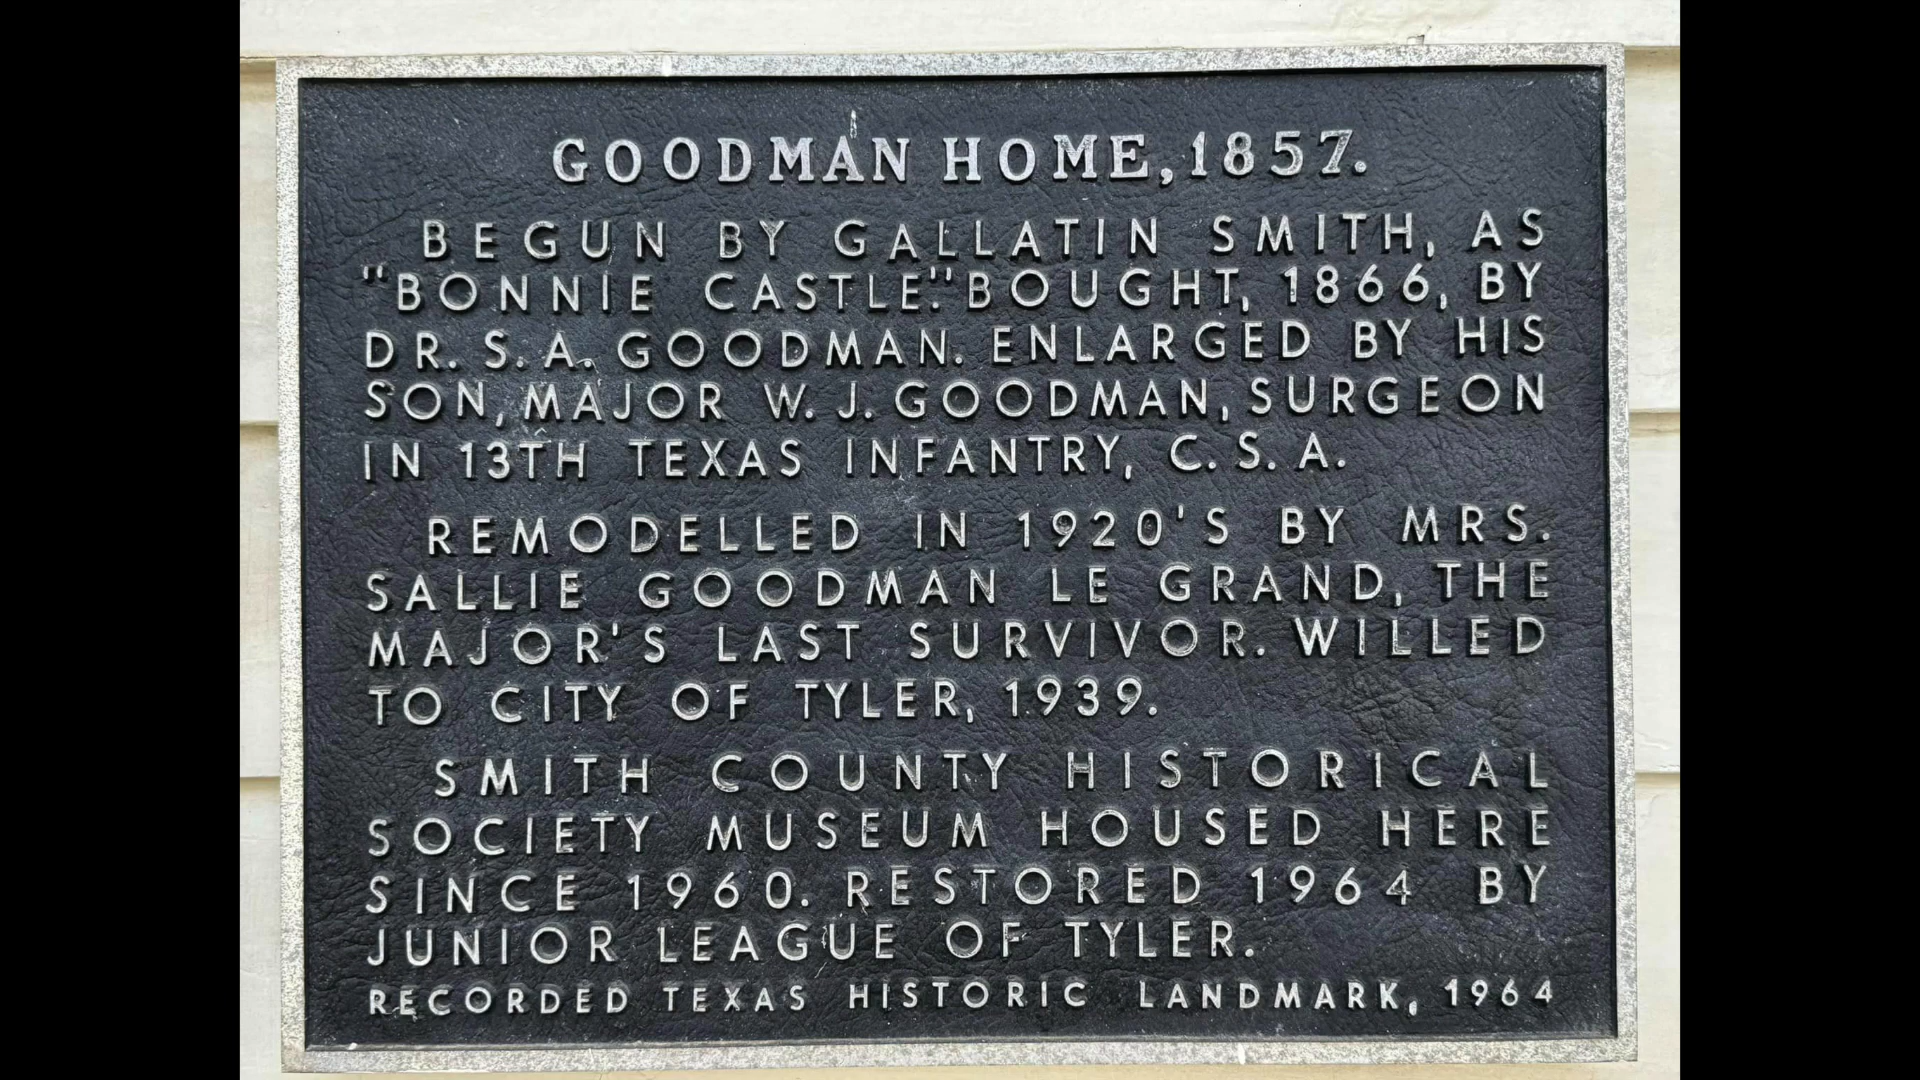 GOODMAN HOME, 1857.
BEGUN BY GALLATIN SMITH, AS
"BONNIE CASTLE." BOUGHT, 1866, BY
DR. S. A. GOODMAN. ENLARGED BY HIS
SON, MAJOR W. J. GOODMAN, SURGEON
IN 13TH TEXAS INFANTRY, C. S. A.
REMODELLED IN 1920'S BY MRS.
SALLIE GOODMAN LE GRAND, THE
MAJOR'S LAST SURVIVOR. WILLED
TO CITY OF TYLER, 1939.
SMITH COUNTY HISTORICAL
SOCIETY MUSEUM HOUSED HERE
SINCE 1960. RESTORED 1964 BY
JUNIOR LEAGUE OF TYLER.
RECORDED TEXAS HISTORIC LANDMARK, 1964